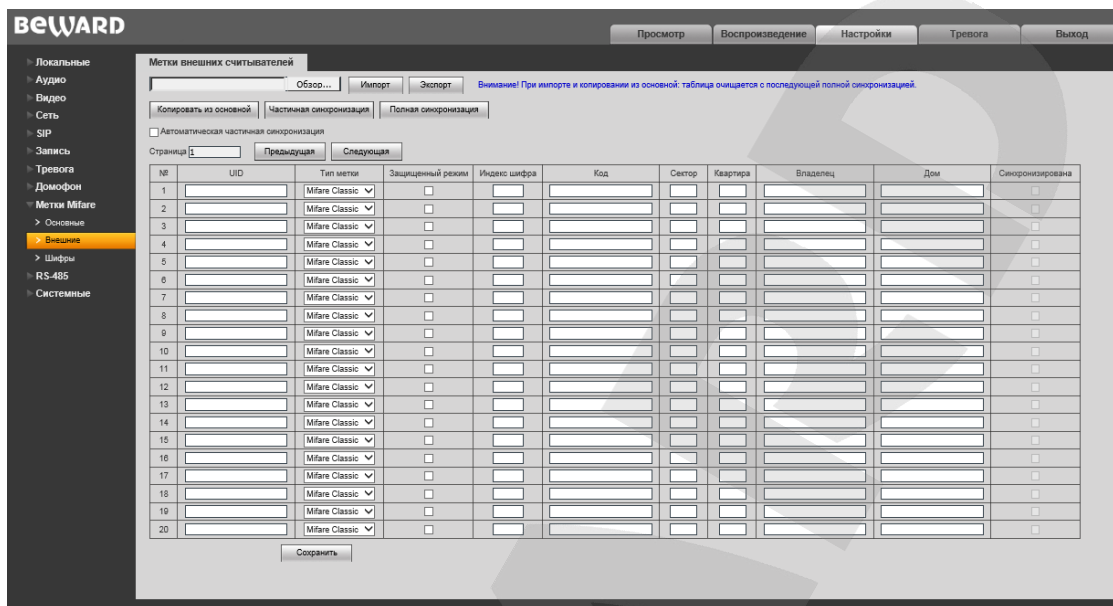 BEWARD
Просмотр Воспроизведение Настройки Тревога Выход
Локальные
Аудио
Видео
Сеть
SIP
Запись
Тревога
Домофон
Метки Mifare
> Основные
> Внешние
> Шифры
RS-485
Системные
Метки внешних считывателей
Обзор... Импорт Экспорт Внимание! При импорте и копировании из основной: таблица очищается с последующей полной синхронизацией.
Копировать из основной Частичная синхронизация Полная синхронизация
Автоматическая частичная синхронизация
Страница 1 Предыдущая Следующая
№ UID Тип метки Защищенный режим Индекс шифра Код Сектор Квартира Владелец Дом Синхронизирована
1 Mifare Classic
2 Mifare Classic
3 Mifare Classic
4 Mifare Classic
5 Mifare Classic
6 Mifare Classic
7 Mifare Classic
8 Mifare Classic
9 Mifare Classic
10 Mifare Classic
11 Mifare Classic
12 Mifare Classic
13 Mifare Classic
14 Mifare Classic
15 Mifare Classic
16 Mifare Classic
17 Mifare Classic
18 Mifare Classic
19 Mifare Classic
20 Mifare Classic
Сохранить